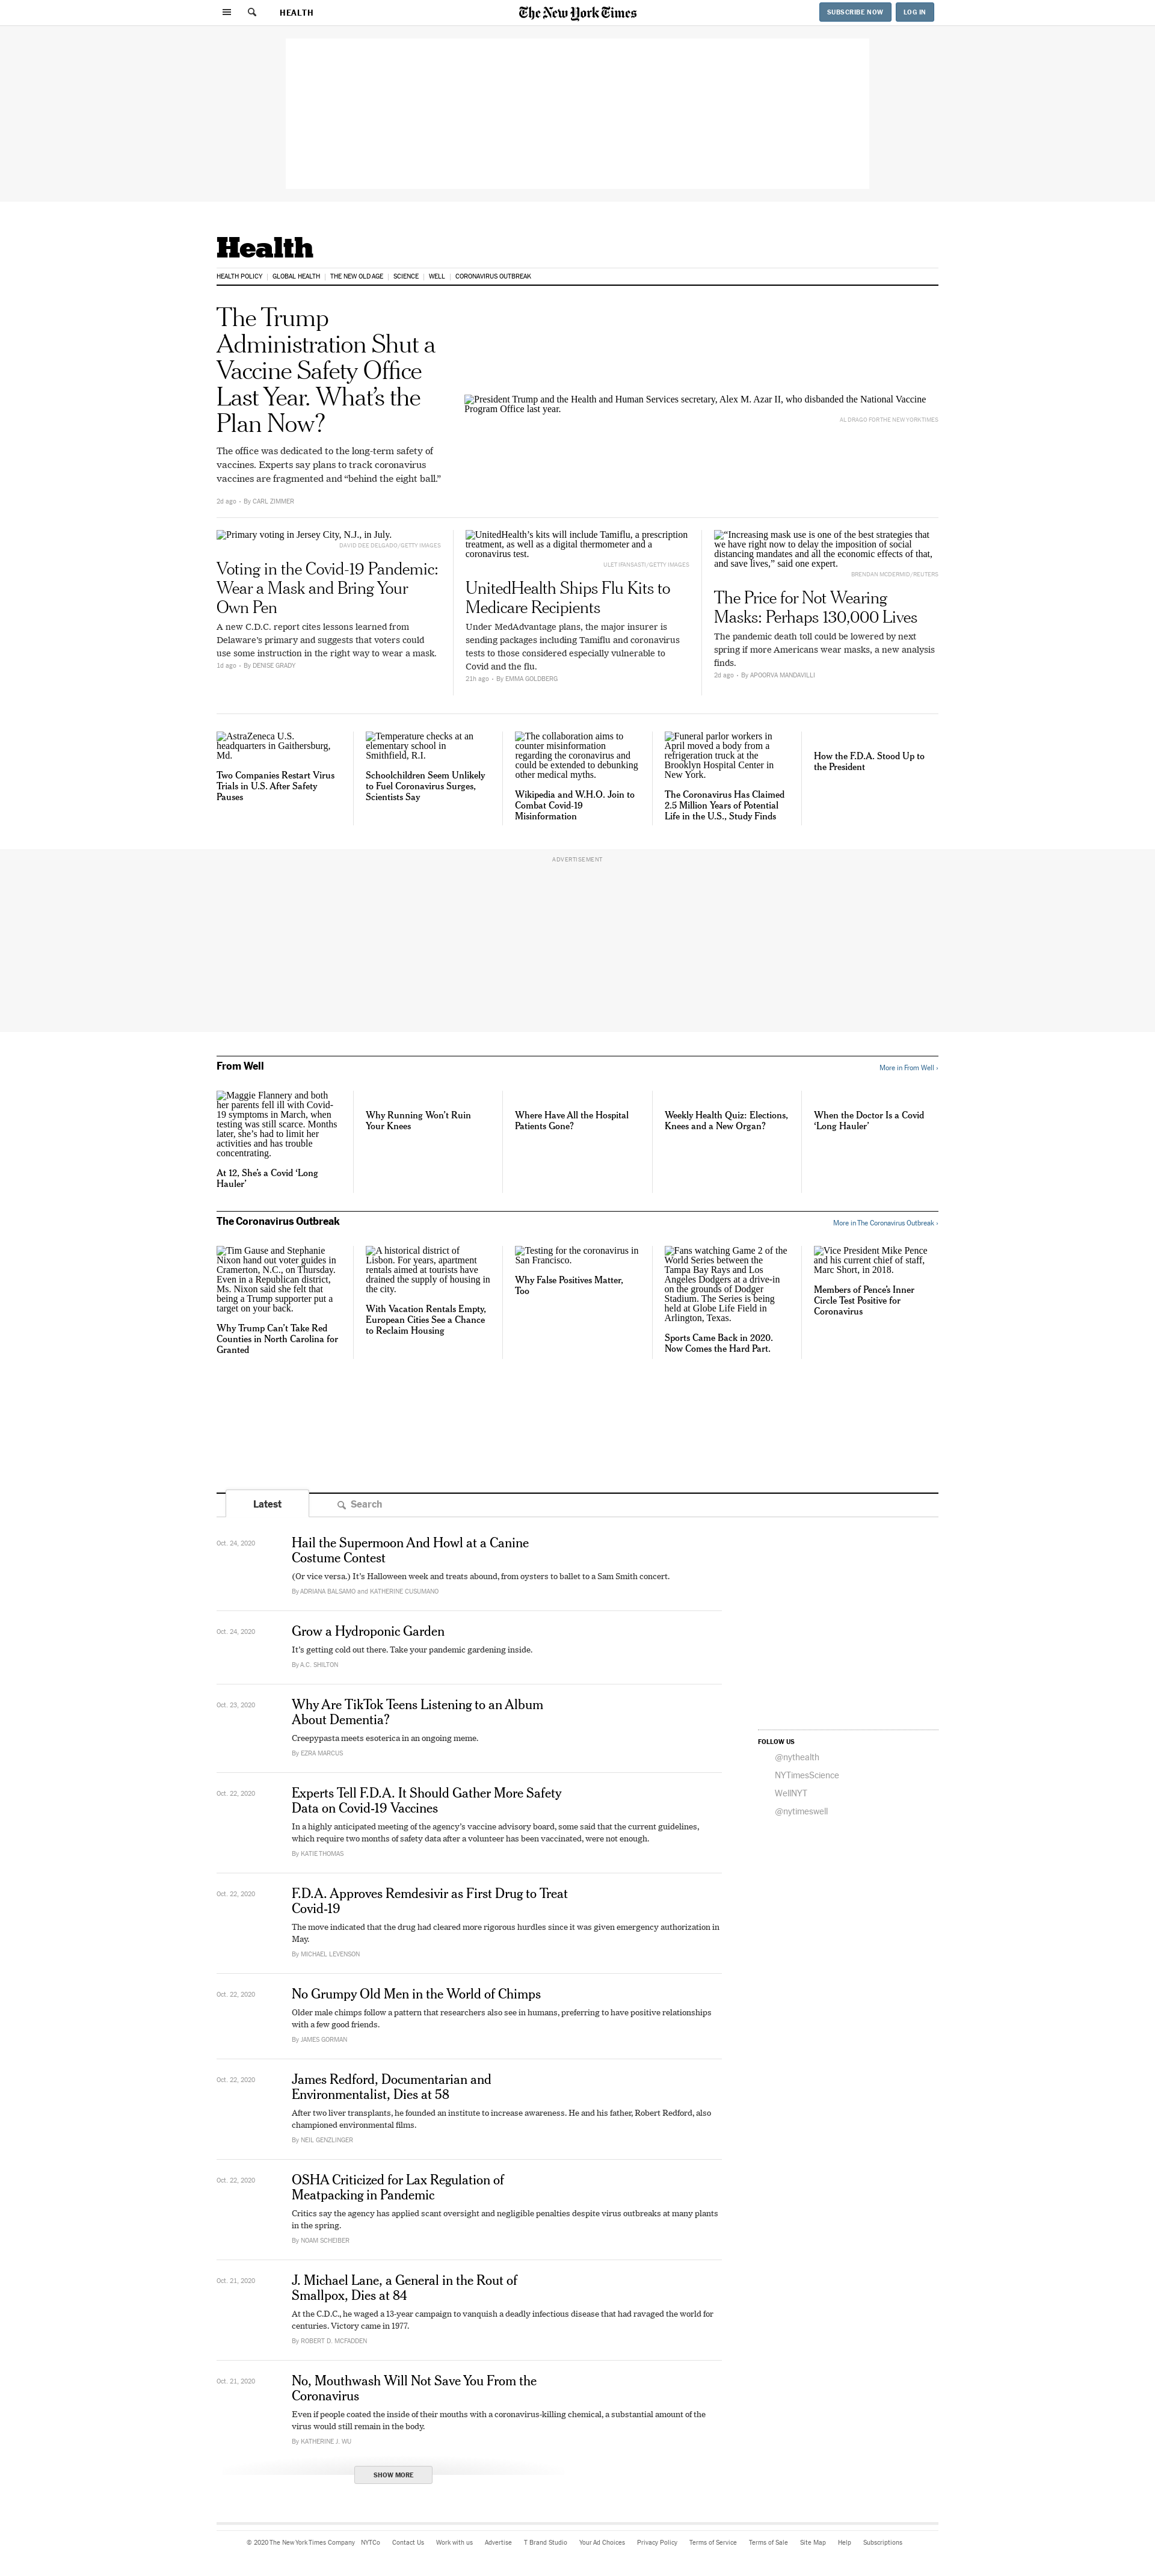 HEALTH
The New York Times
SUBSCRIBE NOW
LOG IN
Health
HEALTH POLICY
GLOBAL HEALTH
THE NEW OLD AGE
SCIENCE
WELL
CORONAVIRUS OUTBREAK
The Trump
Administration Shut a
Vaccine Safety Office
Last Year. What’s the
Plan Now?
The office was dedicated to the long-term safety of
vaccines. Experts say plans to track coronavirus
vaccines are fragmented and “behind the eight ball.”
2d ago • By CARL ZIMMER
President Trump and the Health and Human Services secretary, Alex M. Azar II, who disbanded the National Vaccine
Program Office last year.
AL DRAGO FOR THE NEW YORK TIMES
Primary voting in Jersey City, N.J., in July.
DAVID DEE DELGADO/GETTY IMAGES
Voting in the Covid-19 Pandemic:
Wear a Mask and Bring Your
Own Pen
A new C.D.C. report cites lessons learned from
Delaware’s primary and suggests that voters could
use some instruction in the right way to wear a mask.
1d ago • By DENISE GRADY
UnitedHealth’s kits will include Tamiflu, a prescription
treatment, as well as a digital thermometer and a
coronavirus test.
ULET IFANSASTI/GETTY IMAGES
UnitedHealth Ships Flu Kits to
Medicare Recipients
Under MedAdvantage plans, the major insurer is
sending packages including Tamiflu and coronavirus
tests to those considered especially vulnerable to
Covid and the flu.
21h ago • By EMMA GOLDBERG
“Increasing mask use is one of the best strategies that
we have right now to delay the imposition of social
distancing mandates and all the economic effects of that,
and save lives,” said one expert.
BRENDAN MCDERMID/REUTERS
The Price for Not Wearing
Masks: Perhaps 130,000 Lives
The pandemic death toll could be lowered by next
spring if more Americans wear masks, a new analysis
finds.
2d ago • By APOORVA MANDAVILLI
AstraZeneca U.S.
headquarters in Gaithersburg,
Md.
Two Companies Restart Virus
Trials in U.S. After Safety
Pauses
Temperature checks at an
elementary school in
Smithfield, R.I.
Schoolchildren Seem Unlikely
to Fuel Coronavirus Surges,
Scientists Say
The collaboration aims to
counter misinformation
regarding the coronavirus and
could be extended to debunking
other medical myths.
Wikipedia and W.H.O. Join to
Combat Covid-19
Misinformation
Funeral parlor workers in
April moved a body from a
refrigeration truck at the
Brooklyn Hospital Center in
New York.
The Coronavirus Has Claimed
2.5 Million Years of Potential
Life in the U.S., Study Finds
How the F.D.A. Stood Up to
the President
ADVERTISEMENT
From Well
More in From Well ›
Maggie Flannery and both
her parents fell ill with Covid-
19 symptoms in March, when
testing was still scarce. Months
later, she’s had to limit her
activities and has trouble
concentrating.
At 12, She’s a Covid ‘Long
Hauler’
Why Running Won’t Ruin
Your Knees
Where Have All the Hospital
Patients Gone?
Weekly Health Quiz: Elections,
Knees and a New Organ?
When the Doctor Is a Covid
‘Long Hauler’
The Coronavirus Outbreak
More in The Coronavirus Outbreak ›
Tim Gause and Stephanie
Nixon hand out voter guides in
Cramerton, N.C., on Thursday.
Even in a Republican district,
Ms. Nixon said she felt that
being a Trump supporter put a
target on your back.
Why Trump Can’t Take Red
Counties in North Carolina for
Granted
A historical district of
Lisbon. For years, apartment
rentals aimed at tourists have
drained the supply of housing in
the city.
With Vacation Rentals Empty,
European Cities See a Chance
to Reclaim Housing
Testing for the coronavirus in
San Francisco.
Why False Positives Matter,
Too
Fans watching Game 2 of the
World Series between the
Tampa Bay Rays and Los
Angeles Dodgers at a drive-in
on the grounds of Dodger
Stadium. The Series is being
held at Globe Life Field in
Arlington, Texas.
Sports Came Back in 2020.
Now Comes the Hard Part.
Vice President Mike Pence
and his current chief of staff,
Marc Short, in 2018.
Members of Pence’s Inner
Circle Test Positive for
Coronavirus
Latest
Search
Oct. 24, 2020
Hail the Supermoon And Howl at a Canine
Costume Contest
(Or vice versa.) It’s Halloween week and treats abound, from oysters to ballet to a Sam Smith concert.
By ADRIANA BALSAMO and KATHERINE CUSUMANO
Oct. 24, 2020
Grow a Hydroponic Garden
It’s getting cold out there. Take your pandemic gardening inside.
By A.C. SHILTON
Oct. 23, 2020
Why Are TikTok Teens Listening to an Album
About Dementia?
Creepypasta meets esoterica in an ongoing meme.
By EZRA MARCUS
FOLLOW US
@nythealth
NYTimesScience
WellNYT
@nytimeswell
Oct. 22, 2020
Experts Tell F.D.A. It Should Gather More Safety
Data on Covid-19 Vaccines
In a highly anticipated meeting of the agency’s vaccine advisory board, some said that the current guidelines,
which require two months of safety data after a volunteer has been vaccinated, were not enough.
By KATIE THOMAS
Oct. 22, 2020
F.D.A. Approves Remdesivir as First Drug to Treat
Covid-19
The move indicated that the drug had cleared more rigorous hurdles since it was given emergency authorization in
May.
By MICHAEL LEVENSON
Oct. 22, 2020
No Grumpy Old Men in the World of Chimps
Older male chimps follow a pattern that researchers also see in humans, preferring to have positive relationships
with a few good friends.
By JAMES GORMAN
Oct. 22, 2020
James Redford, Documentarian and
Environmentalist, Dies at 58
After two liver transplants, he founded an institute to increase awareness. He and his father, Robert Redford, also
championed environmental films.
By NEIL GENZLINGER
Oct. 22, 2020
OSHA Criticized for Lax Regulation of
Meatpacking in Pandemic
Critics say the agency has applied scant oversight and negligible penalties despite virus outbreaks at many plants
in the spring.
By NOAM SCHEIBER
Oct. 21, 2020
J. Michael Lane, a General in the Rout of
Smallpox, Dies at 84
At the C.D.C., he waged a 13-year campaign to vanquish a deadly infectious disease that had ravaged the world for
centuries. Victory came in 1977.
By ROBERT D. MCFADDEN
Oct. 21, 2020
No, Mouthwash Will Not Save You From the
Coronavirus
Even if people coated the inside of their mouths with a coronavirus-killing chemical, a substantial amount of the
virus would still remain in the body.
By KATHERINE J. WU
SHOW MORE
© 2020 The New York Times Company NYTCo Contact Us Work with us Advertise T Brand Studio Your Ad Choices Privacy Policy Terms of Service Terms of Sale Site Map Help Subscriptions